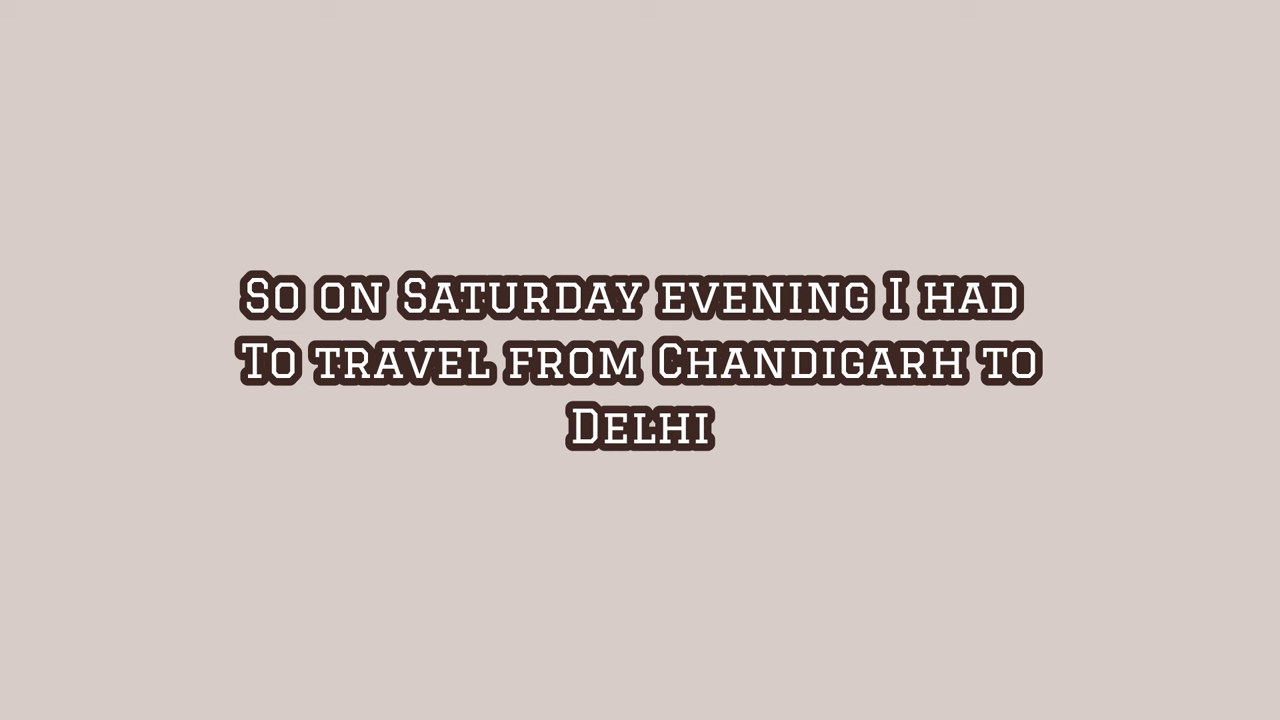 So on Saturday evening I had
To travel from Chandigarh to
Delhi